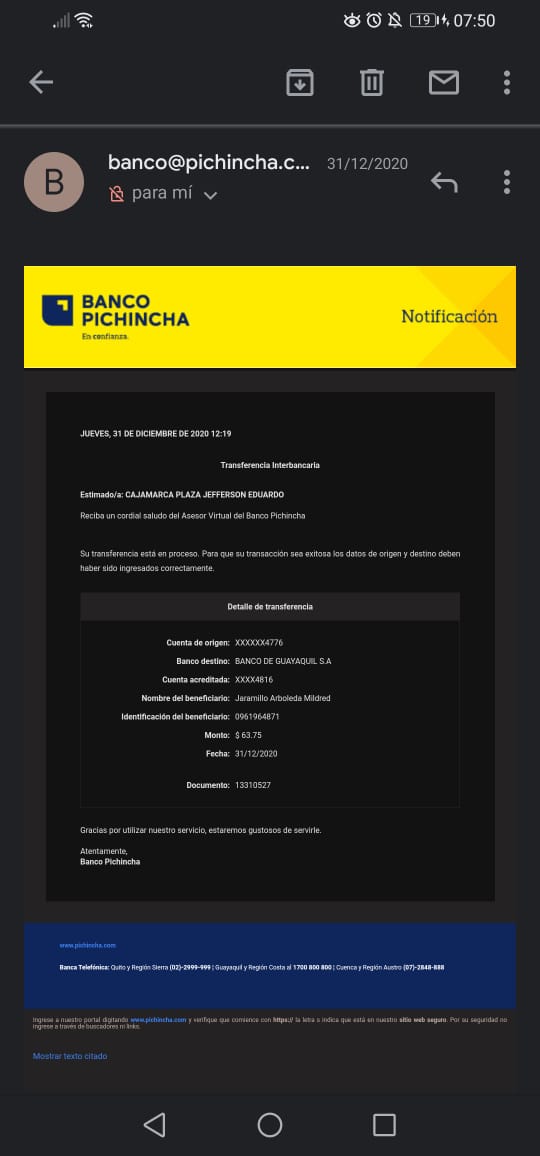 19 07:50
banco@pichincha.c... 31/12/2020
B
para mí
BANCO
PICHINCHA
En confianza.
Notificación
JUEVES, 31 DE DICIEMBRE DE 2020 12:19
Transferencia Interbancaria
Estimado/a: CAJAMARCA PLAZA JEFFERSON EDUARDO
Reciba un cordial saludo del Asesor Virtual del Banco Pichincha
Su transferencia está en proceso. Para que su transacción sea exitosa los datos de origen y destino deben
haber sido ingresados correctamente.
Detalle de transferencia
Cuenta de origen: XXXXXX4776
Banco destino: BANCO DE GUAYAQUIL S.A
Cuenta acreditada: XXXX4816
Nombre del beneficiario: Jaramillo Arboleda Mildred
Identificación del beneficiario: 0961964871
Monto: $ 63.75
Fecha: 31/12/2020
Documento: 13310527
Gracias por utilizar nuestro servicio, estaremos gustosos de servirle.
Atentamente,
Banco Pichincha
www.pichincha.com
Banca Telefónica: Quito y Región Sierra (02)-2999-999 | Guayaquil y Región Costa al 1700 800 800 | Cuenca y Región Austro (07)-2848-888
Ingrese a nuestro portal digitando www.pichincha.com y verifique que comience con https:// la letra s indica que está en nuestro sitio web seguro. Por su seguridad no
ingrese a través de buscadores ni links.
Mostrar texto citado